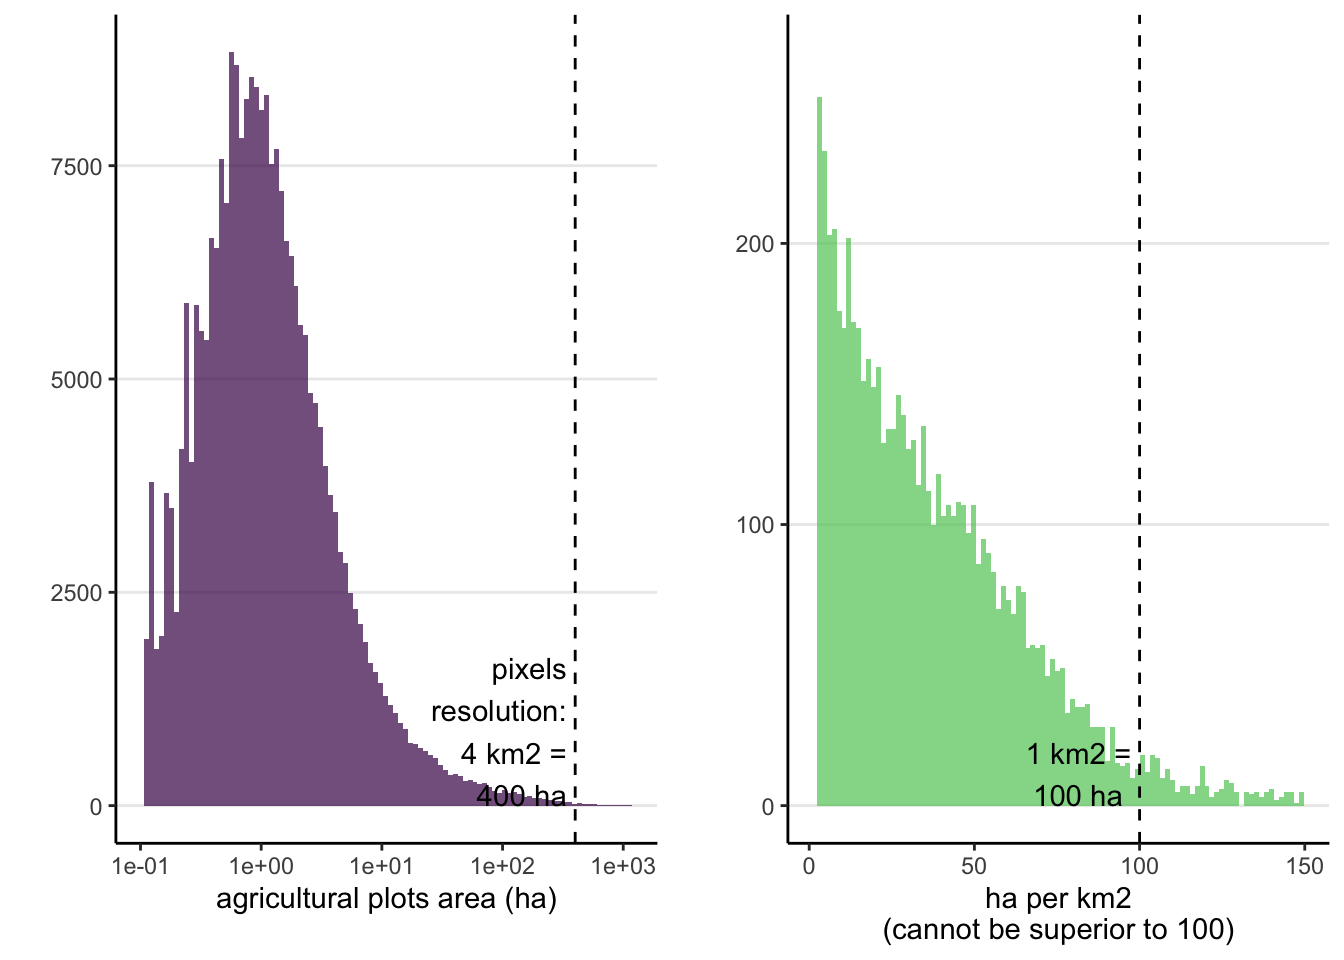 7500
5000
2500
0
pixels
resolution:
4 km2 =
400 ha
1e-01 1e+00 1e+01 1e+02 1e+03
agricultural plots area (ha)
200
100
0
1 km2 =
100 ha
0 50 100 150
ha per km2
(cannot be superior to 100)